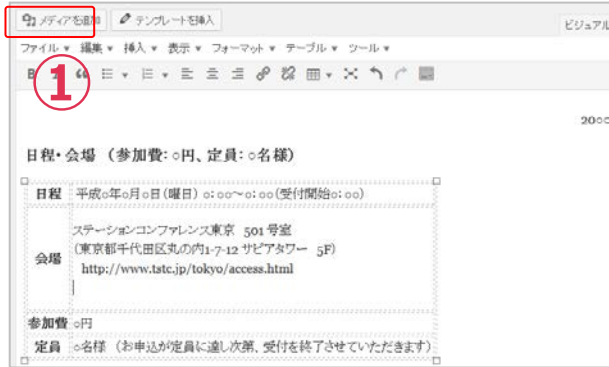 メディアを追加 テンプレートを挿入
ビジュアル
ファイル 編集 挿入 表示 フォーマット テーブル ツール
B
①
20○○
日程・会場 (参加費: ○円、定員: ○名様)
日程 平成○年○月○日(曜日) ○:○○~○:○○(受付開始○:○○)
会場 ステーションコンファレンス東京 501号室
(東京都千代田区丸の内1-7-12 サピアタワー 5F)
http://www.tstc.jp/tokyo/access.html
参加費 ○円
定員 ○名様 (お申込が定員に達し次第、受付を終了させていただきます)